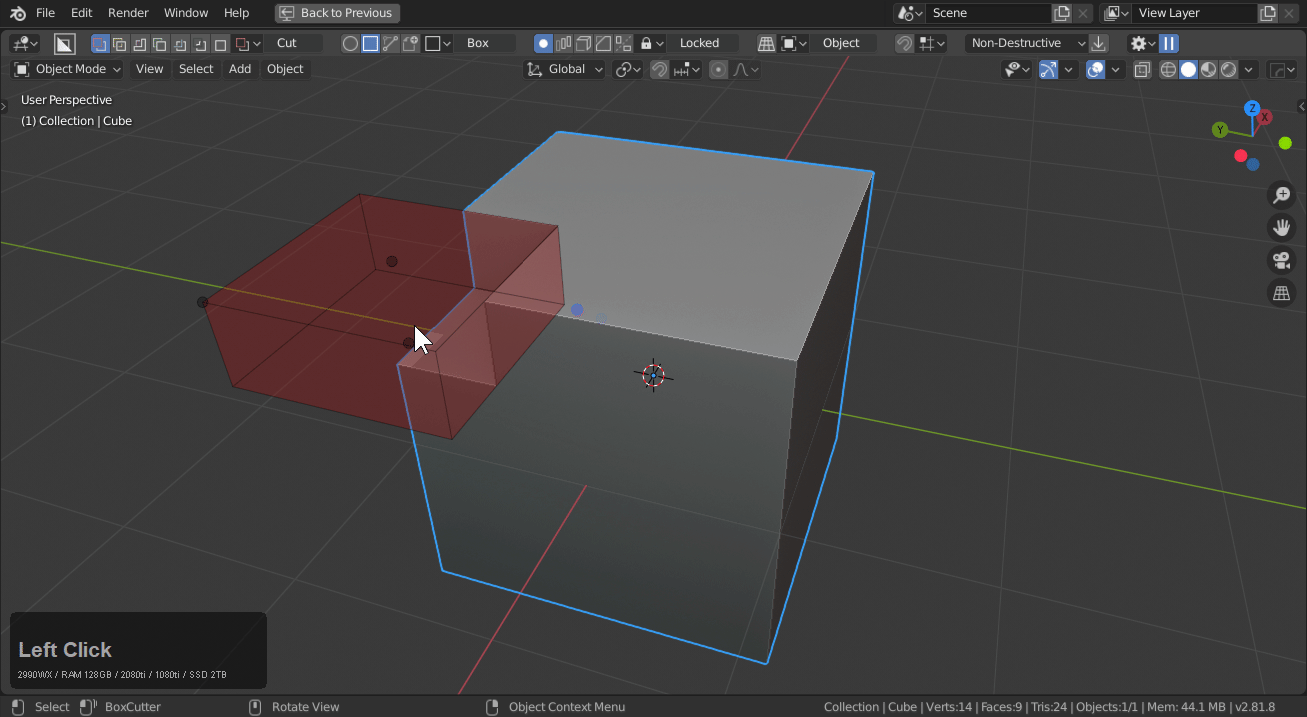 File Edit Render Window Help Back to Previous Scene View Layer
Cut Box Locked Object Non-Destructive
Object Mode View Select Add Object Global
User Perspective
(1) Collection | Cube
Z
X
Y
Left Click
2990WX / RAM 128GB / 2080ti / 1080ti / SSD 2TB
Select BoxCutter Rotate View Object Context Menu Collection | Cube | Verts:14 | Faces:9 | Tris:24 | Objects:1/1 | Mem: 44.1 MB | v2.81.8